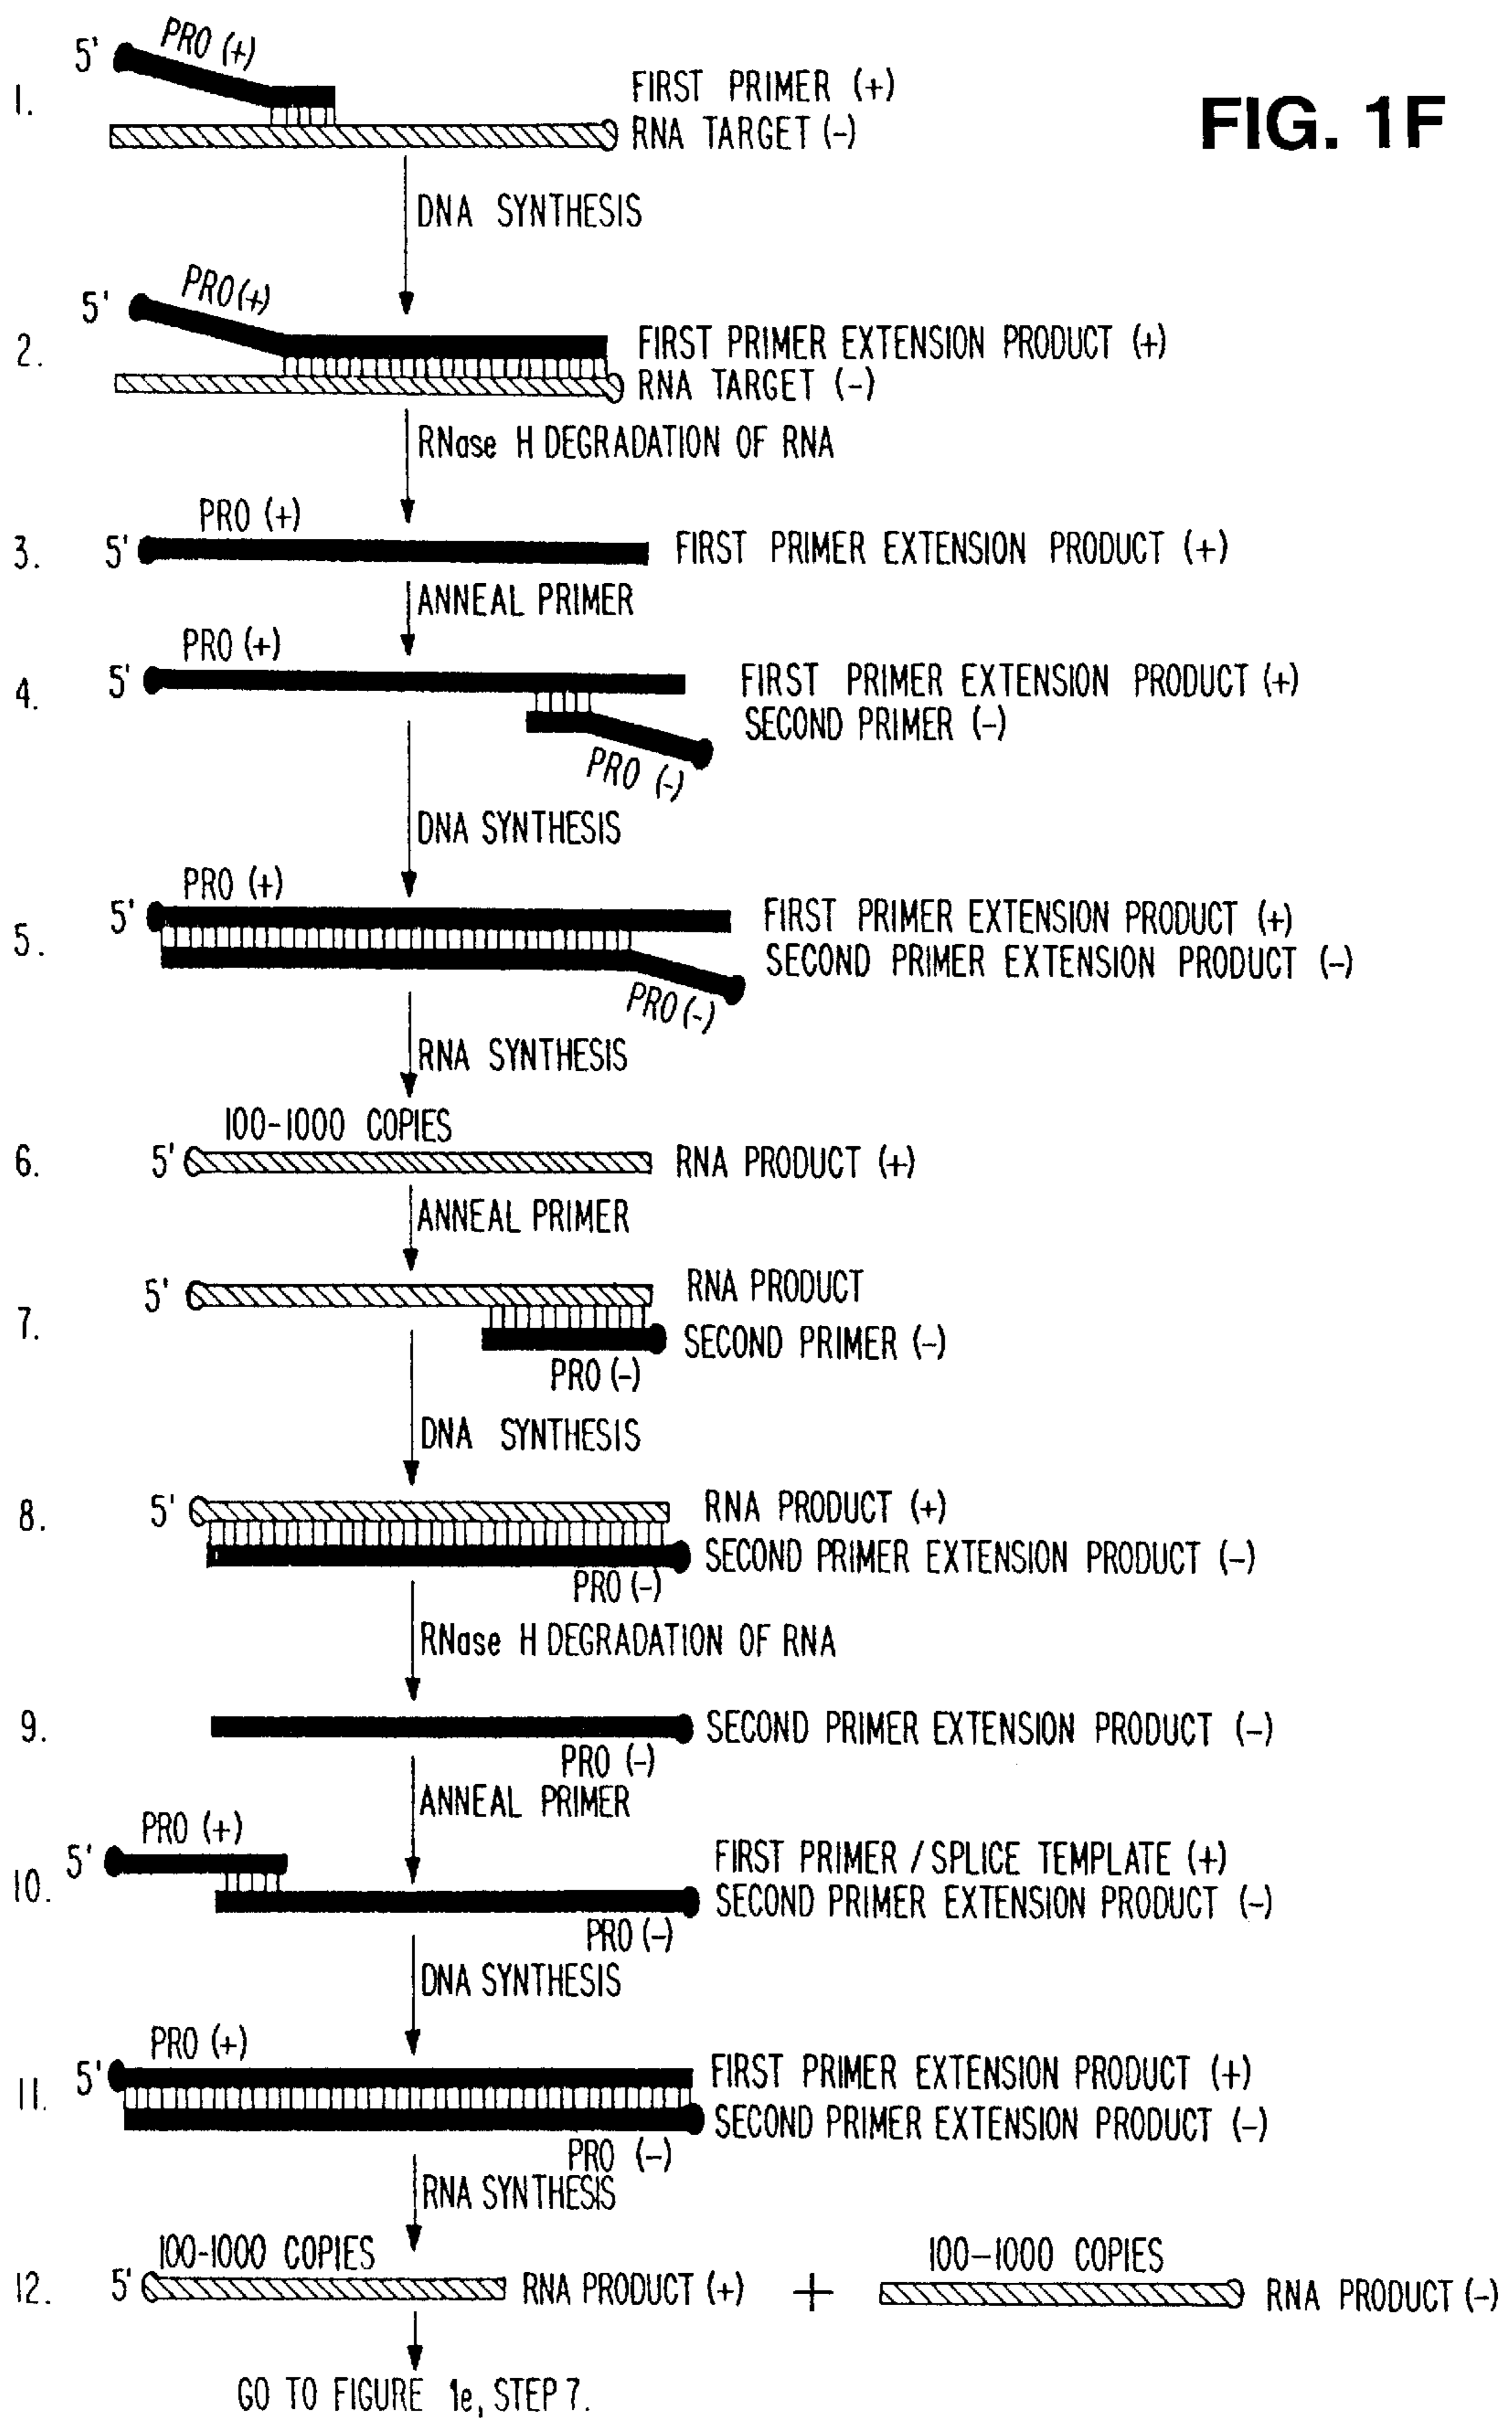 FIG. 1F
1.
5'
PRO (+)
FIRST PRIMER (+)
RNA TARGET (-)
DNA SYNTHESIS
2.
5'
PRO (+)
FIRST PRIMER EXTENSION PRODUCT (+)
RNA TARGET (-)
RNase H DEGRADATION OF RNA
3.
PRO (+)
5'
FIRST PRIMER EXTENSION PRODUCT (+)
ANNEAL PRIMER
4.
PRO (+)
5'
FIRST PRIMER EXTENSION PRODUCT (+)
SECOND PRIMER (-)
PRO (-)
DNA SYNTHESIS
5.
PRO (+)
5'
FIRST PRIMER EXTENSION PRODUCT (+)
SECOND PRIMER EXTENSION PRODUCT (-)
PRO (-)
RNA SYNTHESIS
100-1000 COPIES
6.
5'
RNA PRODUCT (+)
ANNEAL PRIMER
7.
5'
RNA PRODUCT
SECOND PRIMER (-)
PRO (-)
DNA SYNTHESIS
8.
5'
RNA PRODUCT (+)
SECOND PRIMER EXTENSION PRODUCT (-)
PRO (-)
RNase H DEGRADATION OF RNA
9.
SECOND PRIMER EXTENSION PRODUCT (-)
PRO (-)
ANNEAL PRIMER
PRO (+)
10.
5'
FIRST PRIMER / SPLICE TEMPLATE (+)
SECOND PRIMER EXTENSION PRODUCT (-)
PRO (-)
DNA SYNTHESIS
PRO (+)
11.
5'
FIRST PRIMER EXTENSION PRODUCT (+)
SECOND PRIMER EXTENSION PRODUCT (-)
PRO (-)
RNA SYNTHESIS
100-1000 COPIES
100-1000 COPIES
12.
5'
RNA PRODUCT (+) + RNA PRODUCT (-)
GO TO FIGURE 1e, STEP 7.